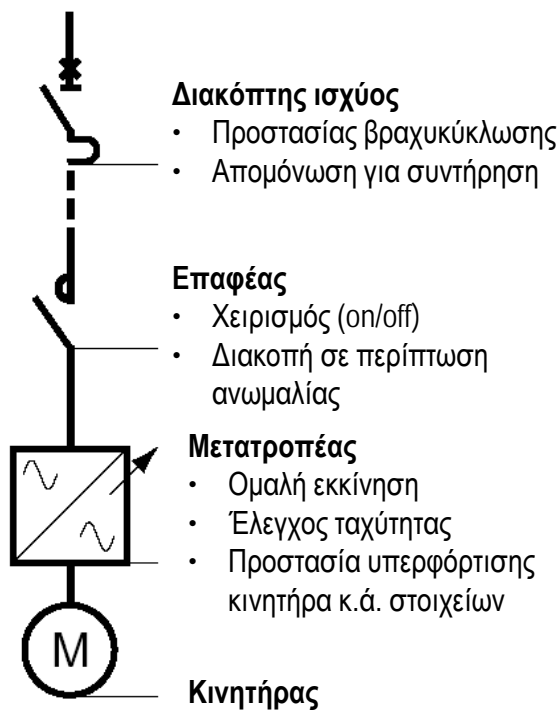 Διακόπτης ισχύος
• Προστασίας βραχυκύκλωσης
• Απομόνωση για συντήρηση
Επαφέας
• Χειρισμός (on/off)
• Διακοπή σε περίπτωση
ανωμαλίας
Μετατροπέας
• Ομαλή εκκίνηση
• Έλεγχος ταχύτητας
• Προστασία υπερφόρτισης
κινητήρα κ.ά. στοιχείων
M
Κινητήρας